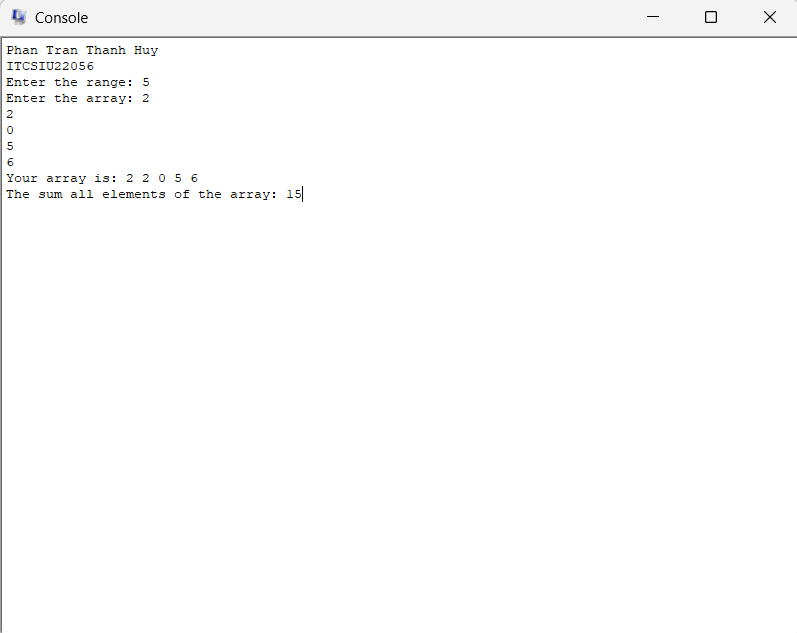 Console
Phan Tran Thanh Huy
ITCSIU22056
Enter the range: 5
Enter the array: 2
2
0
5
6
Your array is: 2 2 0 5 6
The sum all elements of the array: 15